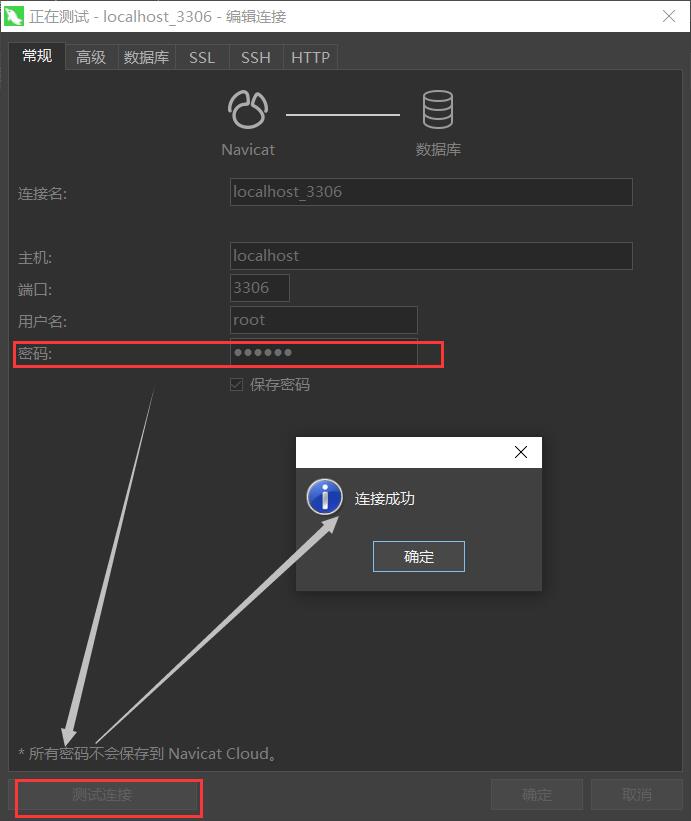 正在测试 - localhost_3306 - 编辑连接
常规 高级 数据库 SSL SSH HTTP
Navicat 数据库
连接名: localhost_3306
主机: localhost
端口: 3306
用户名: root
密码: ●●●●●●
保存密码
连接成功
确定
* 所有密码不会保存到 Navicat Cloud。
测试连接 确定 取消